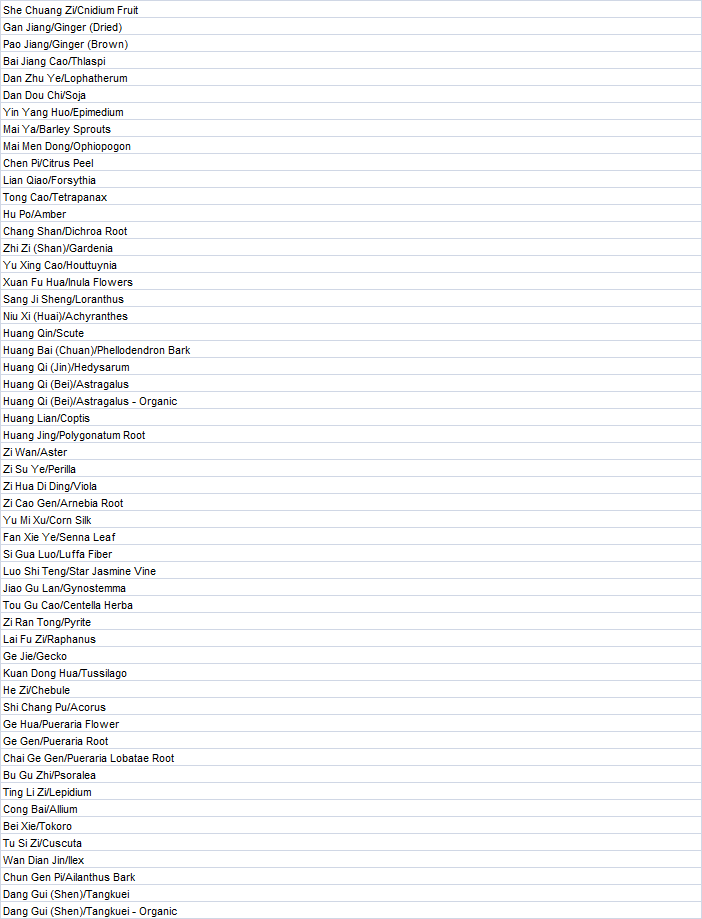 She Chuang Zi/Cnidium Fruit
Gan Jiang/Ginger (Dried)
Pao Jiang/Ginger (Brown)
Bai Jiang Cao/Thlaspi
Dan Zhu Ye/Lophatherum
Dan Dou Chi/Soja
Yin Yang Huo/Epimedium
Mai Ya/Barley Sprouts
Mai Men Dong/Ophiopogon
Chen Pi/Citrus Peel
Lian Qiao/Forsythia
Tong Cao/Tetrapanax
Hu Po/Amber
Chang Shan/Dichroa Root
Zhi Zi (Shan)/Gardenia
Yu Xing Cao/Houttuynia
Xuan Fu Hua/Inula Flowers
Sang Ji Sheng/Loranthus
Niu Xi (Huai)/Achyranthes
Huang Qin/Scute
Huang Bai (Chuan)/Phellodendron Bark
Huang Qi (Jin)/Hedysarum
Huang Qi (Bei)/Astragalus
Huang Qi (Bei)/Astragalus - Organic
Huang Lian/Coptis
Huang Jing/Polygonatum Root
Zi Wan/Aster
Zi Su Ye/Perilla
Zi Hua Di Ding/Viola
Zi Cao Gen/Arnebia Root
Yu Mi Xu/Corn Silk
Fan Xie Ye/Senna Leaf
Si Gua Luo/Luffa Fiber
Luo Shi Teng/Star Jasmine Vine
Jiao Gu Lan/Gynostemma
Tou Gu Cao/Centella Herba
Zi Ran Tong/Pyrite
Lai Fu Zi/Raphanus
Ge Jie/Gecko
Kuan Dong Hua/Tussilago
He Zi/Chebule
Shi Chang Pu/Acorus
Ge Hua/Pueraria Flower
Ge Gen/Pueraria Root
Chai Ge Gen/Pueraria Lobatae Root
Bu Gu Zhi/Psoralea
Ting Li Zi/Lepidium
Cong Bai/Allium
Bei Xie/Tokoro
Tu Si Zi/Cuscuta
Wan Dian Jin/Ilex
Chun Gen Pi/Ailanthus Bark
Dang Gui (Shen)/Tangkuei
Dang Gui (Shen)/Tangkuei - Organic